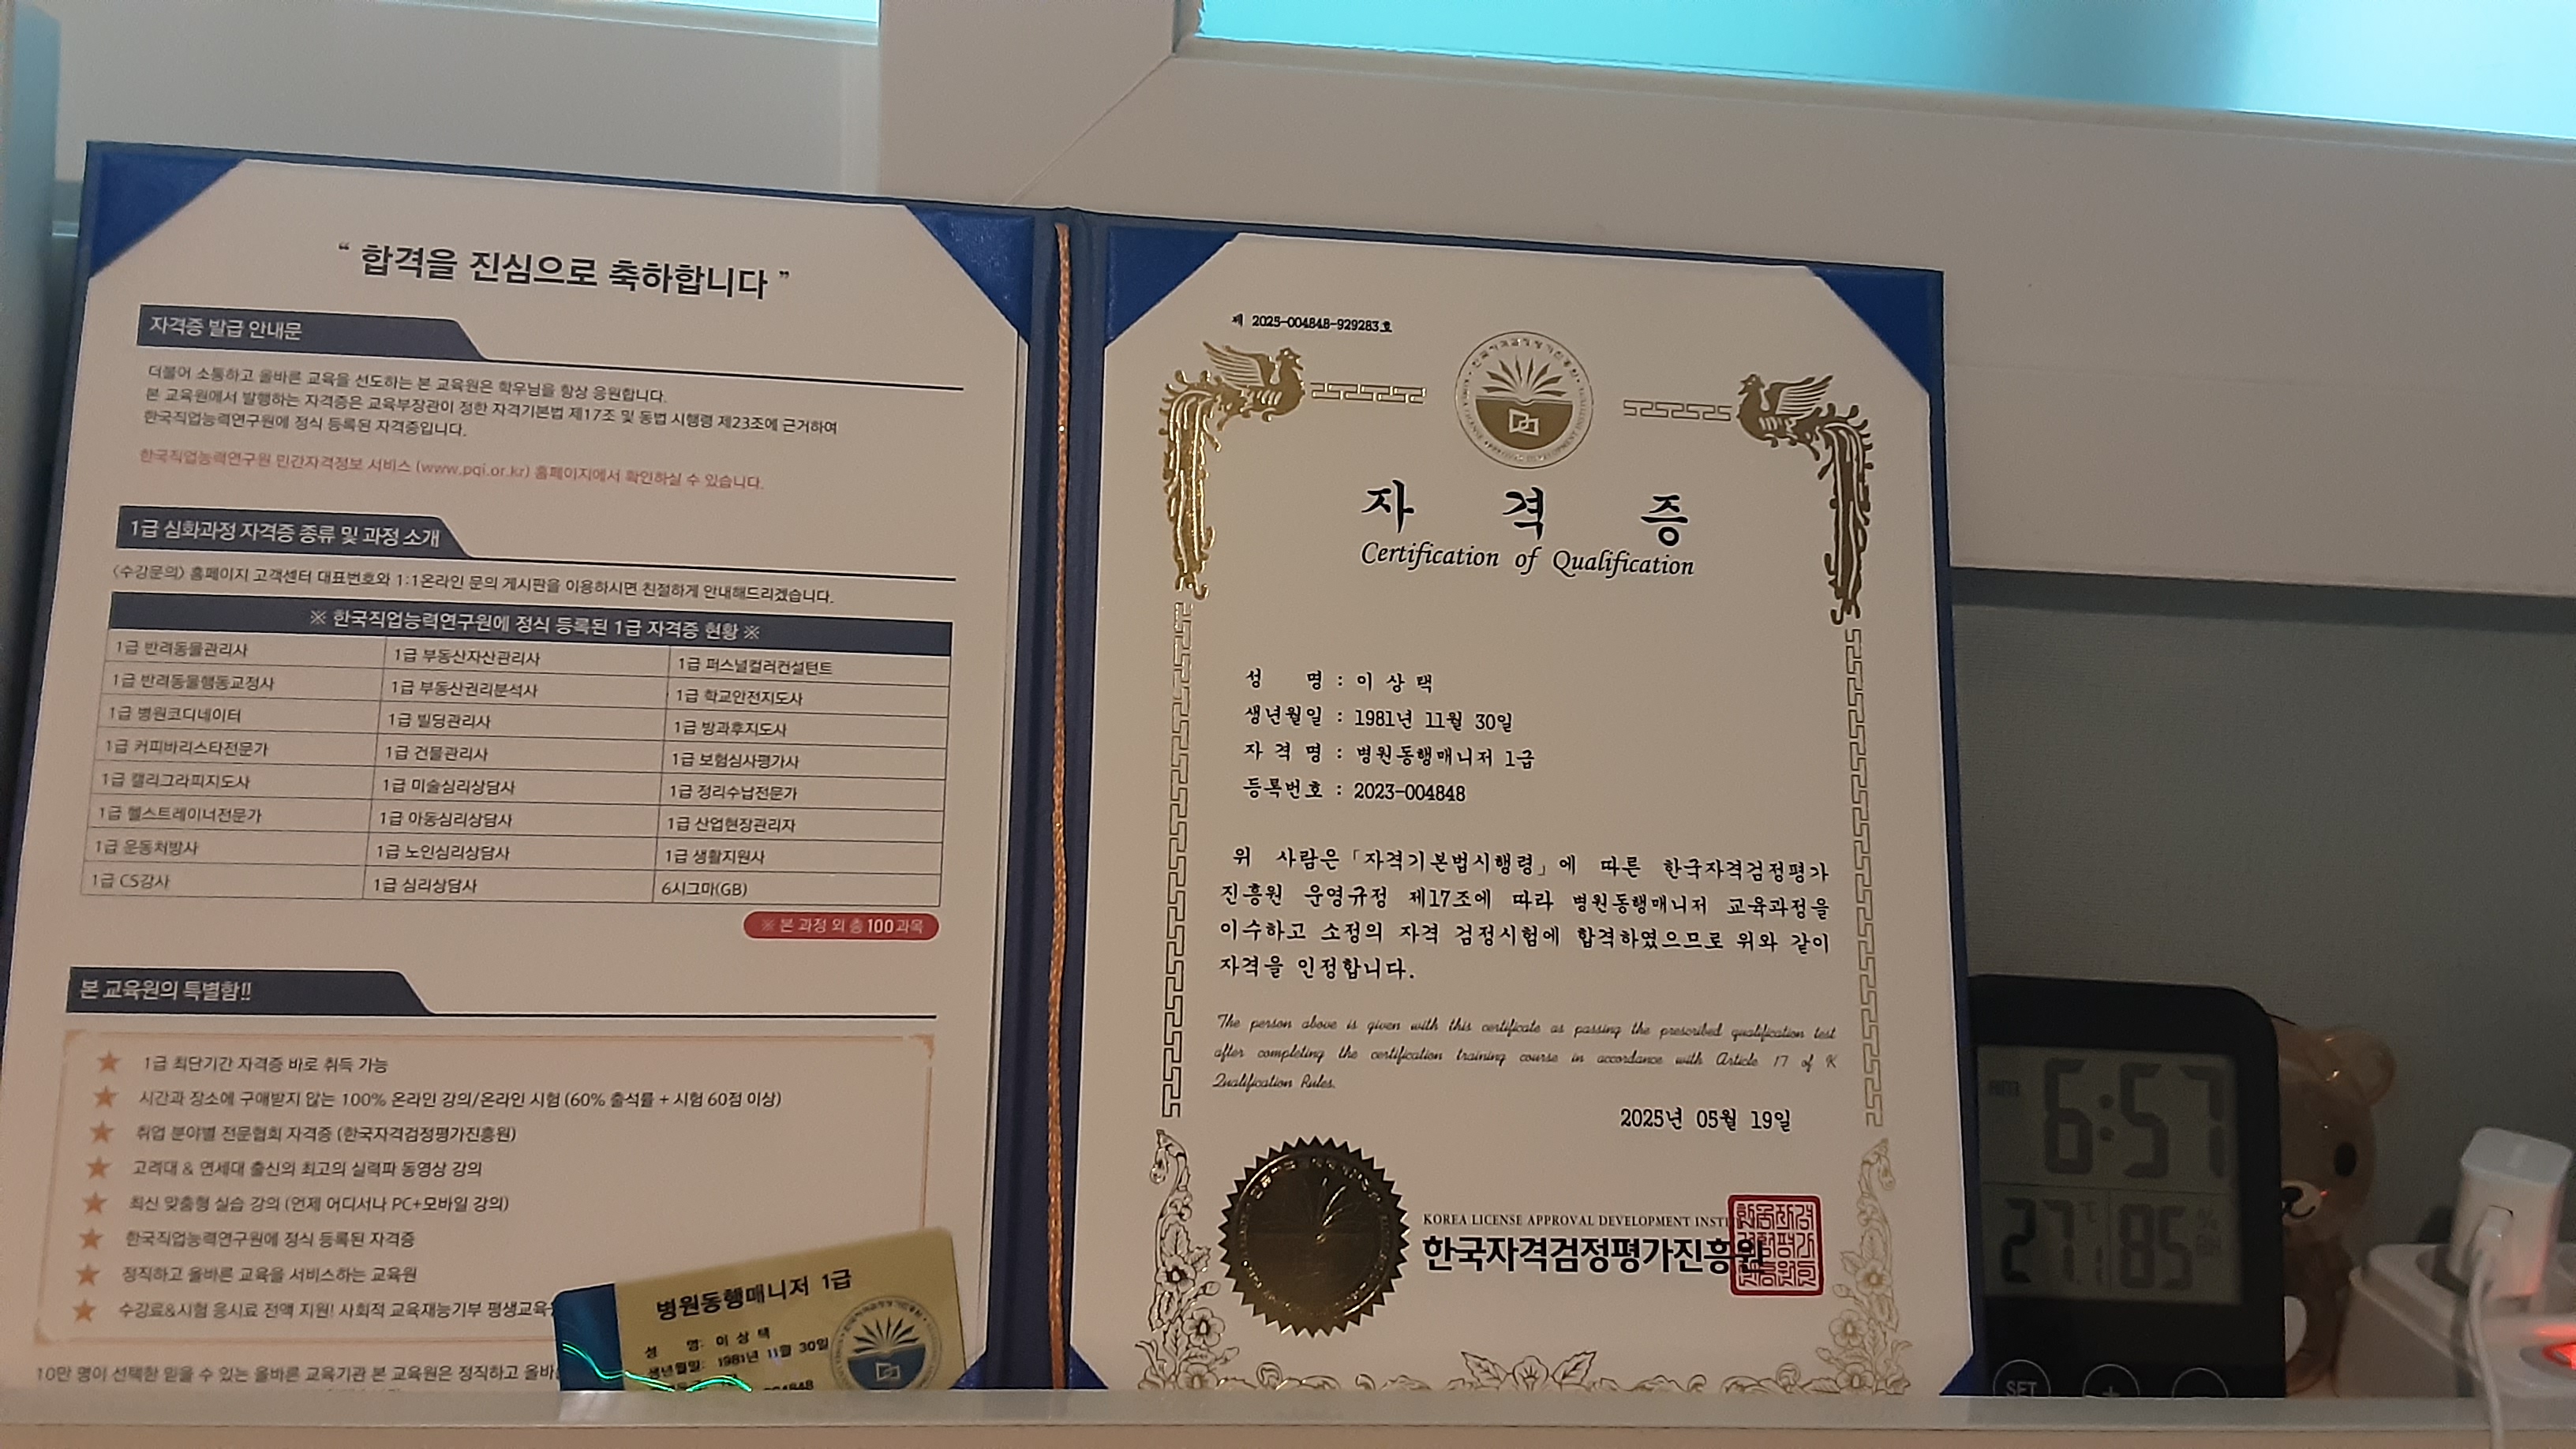 “ 합격을 진심으로 축하합니다 ”
자격증 발급 안내문
더불어 소통하고 올바른 교육을 선도하는 본 교육원은 학우님을 항상 응원합니다.
본 교육원에서 발행하는 자격증은 교육부장관이 정한 자격기본법 제17조 및 동법 시행령 제23조에 근거하여
한국직업능력연구원에 정식 등록된 자격증입니다.
한국직업능력연구원 민간자격정보 서비스 (www.pqi.or.kr) 홈페이지에서 확인하실 수 있습니다.
1급 심화과정 자격증 종류 및 과정 소개
<수강문의> 홈페이지 고객센터 대표번호와 1:1온라인 문의 게시판을 이용하시면 친절하게 안내해드리겠습니다.
※ 한국직업능력연구원에 정식 등록된 1급 자격증 현황 ※
1급 반려동물관리사 1급 부동산자산관리사 1급 퍼스널컬러컨설턴트
1급 반려동물행동교정사 1급 부동산권리분석사 1급 학교안전지도사
1급 병원코디네이터 1급 빌딩관리사 1급 방과후지도사
1급 커피바리스타전문가 1급 건물관리사 1급 보험심사평가사
1급 캘리그라피지도사 1급 미술심리상담사 1급 정리수납전문가
1급 헬스트레이너전문가 1급 아동심리상담사 1급 산업현장관리자
1급 운동처방사 1급 노인심리상담사 1급 생활지원사
1급 CS강사 1급 심리상담사 6시그마(GB)
※ 본 과정 외 총 100과목
본 교육원의 특별함!!
1급 최단기간 자격증 바로 취득 가능
시간과 장소에 구애받지 않는 100% 온라인 강의/온라인 시험 (60% 출석률 + 시험 60점 이상)
취업 분야별 전문협회 자격증 (한국자격검정평가진흥원)
고려대 & 연세대 출신의 최고의 실력파 동영상 강의
최신 맞춤형 실습 강의 (언제 어디서나 PC+모바일 강의)
한국직업능력연구원에 정식 등록된 자격증
정직하고 올바른 교육을 서비스하는 교육원
수강료&시험 응시료 전액 지원! 사회적 교육재능기부 평생교육
10만 명이 선택한 믿을 수 있는 올바른 교육기관 본 교육원은 정직하고 올바
병원동행매니저 1급
성 명: 이 상 택
생년월일: 1981년 11월 30일
004848
제 2025-004848-929283호
자 격 증
Certification of Qualification
성 명 : 이 상 택
생년월일 : 1981년 11월 30일
자 격 명 : 병원동행매니저 1급
등록번호 : 2023-004848
위 사람은「자격기본법시행령」에 따른 한국자격검정평가
진흥원 운영규정 제17조에 따라 병원동행매니저 교육과정을
이수하고 소정의 자격 검정시험에 합격하였으므로 위와 같이
자격을 인정합니다.
The person above is given with this certificate as passing the prescribed qualification test
after completing the certification training course in accordance with Article 17 of K
Qualification Rules.
2025년 05월 19일
KOREA LICENSE APPROVAL DEVELOPMENT INSTI
한국자격검정평가진흥원
6:57
27.1 ℃ 85
SET + −